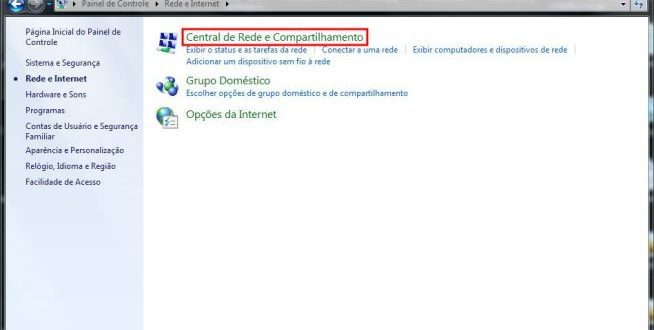 Painel de Controle ▸ Rede e Internet ▸
Página Inicial do Painel de
Controle
Sistema e Segurança
Rede e Internet
Hardware e Sons
Programas
Contas de Usuário e Segurança
Familiar
Aparência e Personalização
Relógio, Idioma e Região
Facilidade de Acesso
Central de Rede e Compartilhamento
Exibir o status e as tarefas da rede | Conectar a uma rede | Exibir computadores e dispositivos de rede |
Adicionar um dispositivo sem fio à rede
Grupo Doméstico
Escolher opções de grupo doméstico e de compartilhamento
Opções da Internet